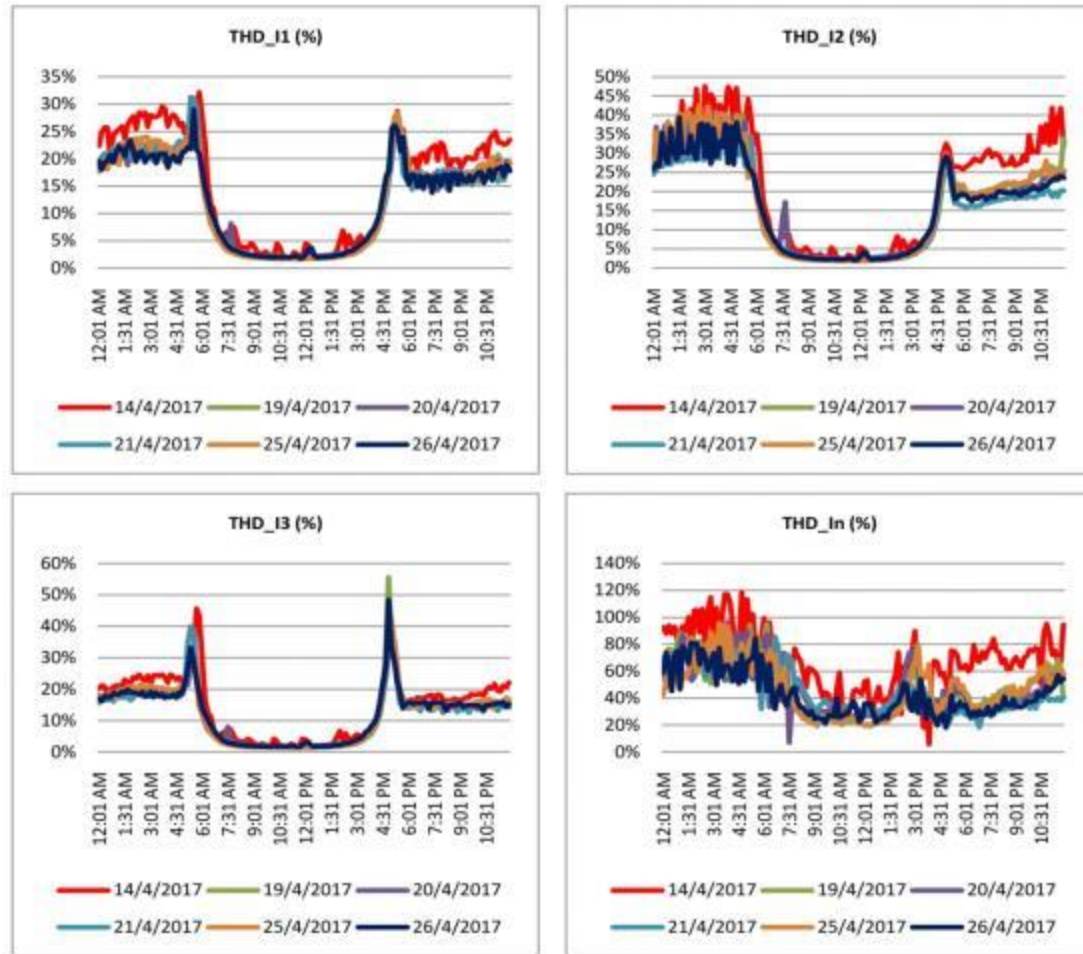 THD_I1 (%)
35%
30%
25%
20%
15%
10%
5%
0%
12:01 AM
1:31 AM
3:01 AM
4:31 AM
6:01 AM
7:31 AM
9:01 AM
10:31 AM
12:01 PM
1:31 PM
3:01 PM
4:31 PM
6:01 PM
7:31 PM
9:01 PM
10:31 PM
14/4/2017 19/4/2017 20/4/2017
21/4/2017 25/4/2017 26/4/2017
THD_I2 (%)
50%
45%
40%
35%
30%
25%
20%
15%
10%
5%
0%
12:01 AM
1:31 AM
3:01 AM
4:31 AM
6:01 AM
7:31 AM
9:01 AM
10:31 AM
12:01 PM
1:31 PM
3:01 PM
4:31 PM
6:01 PM
7:31 PM
9:01 PM
10:31 PM
14/4/2017 19/4/2017 20/4/2017
21/4/2017 25/4/2017 26/4/2017
THD_I3 (%)
60%
50%
40%
30%
20%
10%
0%
12:01 AM
1:31 AM
3:01 AM
4:31 AM
6:01 AM
7:31 AM
9:01 AM
10:31 AM
12:01 PM
1:31 PM
3:01 PM
4:31 PM
6:01 PM
7:31 PM
9:01 PM
10:31 PM
14/4/2017 19/4/2017 20/4/2017
21/4/2017 25/4/2017 26/4/2017
THD_In (%)
140%
120%
100%
80%
60%
40%
20%
0%
12:01 AM
1:31 AM
3:01 AM
4:31 AM
6:01 AM
7:31 AM
9:01 AM
10:31 AM
12:01 PM
1:31 PM
3:01 PM
4:31 PM
6:01 PM
7:31 PM
9:01 PM
10:31 PM
14/4/2017 19/4/2017 20/4/2017
21/4/2017 25/4/2017 26/4/2017